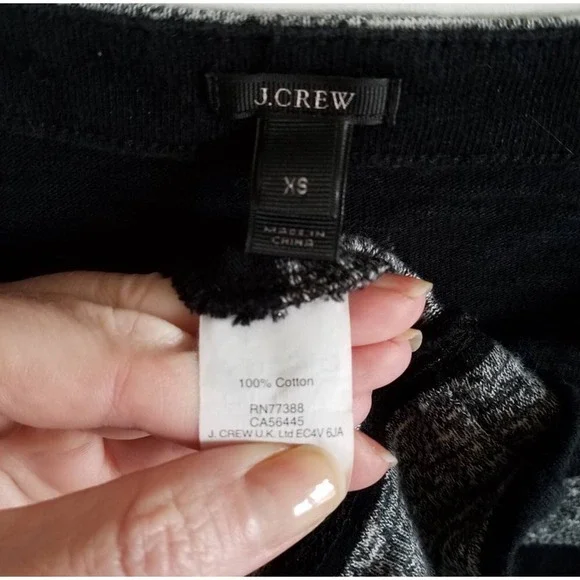 J.CREW
XS
MADE IN
CHINA
100% Cotton
RN77388
CA56445
J. CREW U.K. Ltd EC4V 6JA